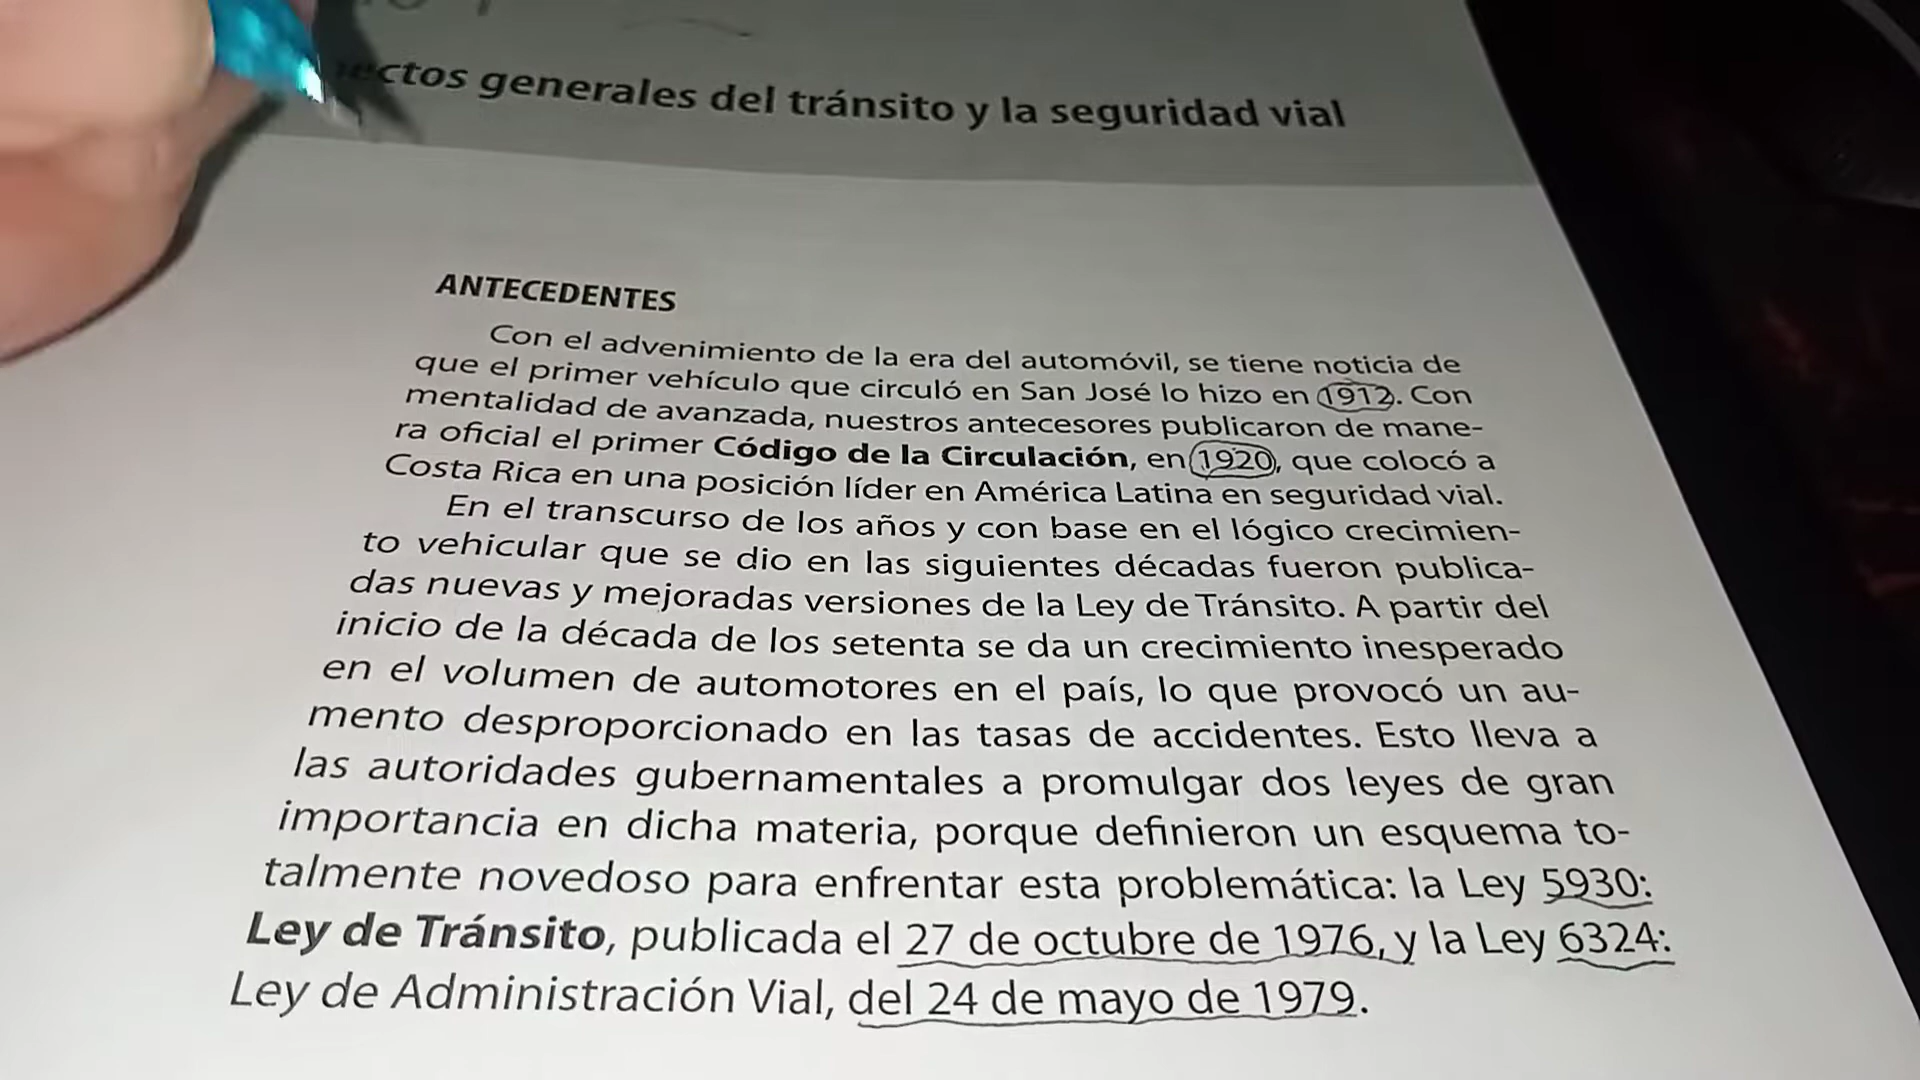 generales del tránsito y la seguridad vial
ANTECEDENTES
Con el advenimiento de la era del automóvil, se tiene noticia de
que el primer vehículo que circuló en San José lo hizo en 1912. Con
mentalidad de avanzada, nuestros antecesores publicaron de mane-
ra oficial el primer Código de la Circulación, en 1920, que colocó a
Costa Rica en una posición líder en América Latina en seguridad vial.
En el transcurso de los años y con base en el lógico crecimien-
to vehicular que se dio en las siguientes décadas fueron publica-
das nuevas y mejoradas versiones de la Ley de Tránsito. A partir del
inicio de la década de los setenta se da un crecimiento inesperado
en el volumen de automotores en el país, lo que provocó un au-
mento desproporcionado en las tasas de accidentes. Esto lleva a
las autoridades gubernamentales a promulgar dos leyes de gran
importancia en dicha materia, porque definieron un esquema to-
talmente novedoso para enfrentar esta problemática: la Ley 5930:
Ley de Tránsito, publicada el 27 de octubre de 1976, y la Ley 6324:
Ley de Administración Vial, del 24 de mayo de 1979.